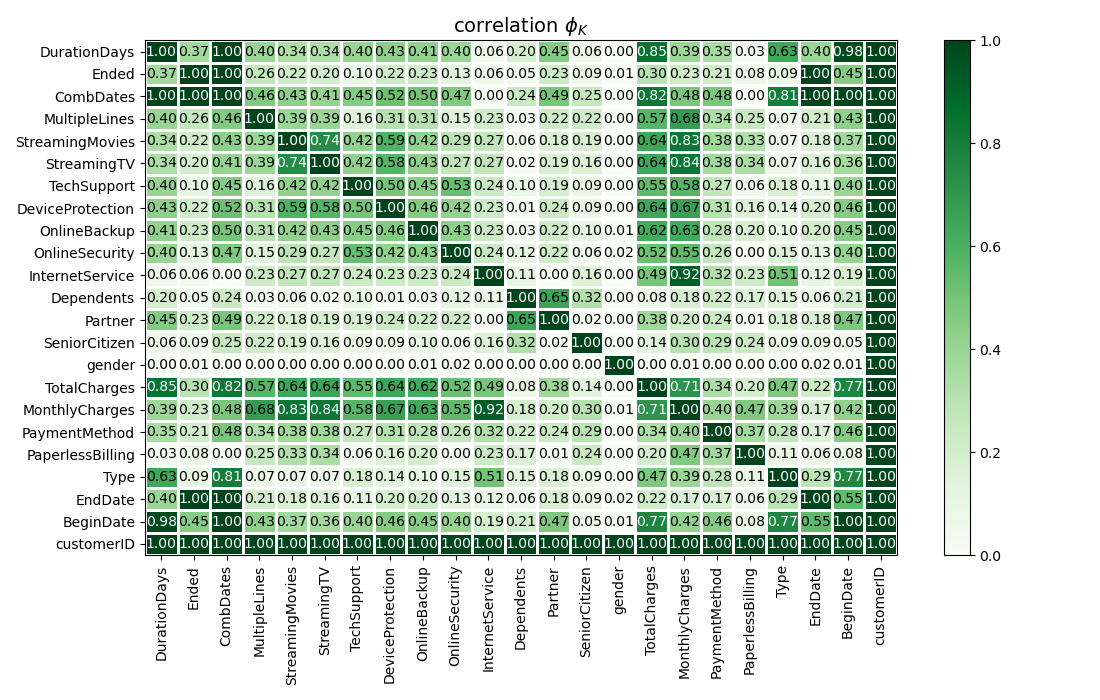 correlation ϕK
DurationDays 1.00 0.37 1.00 0.40 0.34 0.34 0.40 0.43 0.41 0.40 0.06 0.20 0.45 0.06 0.00 0.85 0.39 0.35 0.03 0.63 0.40 0.98 1.00
Ended 0.37 1.00 1.00 0.26 0.22 0.20 0.10 0.22 0.23 0.13 0.06 0.05 0.23 0.09 0.01 0.30 0.23 0.21 0.08 0.09 1.00 0.45 1.00
CombDates 1.00 1.00 1.00 0.46 0.43 0.41 0.45 0.52 0.50 0.47 0.00 0.24 0.49 0.25 0.00 0.82 0.48 0.48 0.00 0.81 1.00 1.00 1.00
MultipleLines 0.40 0.26 0.46 1.00 0.39 0.39 0.16 0.31 0.31 0.15 0.23 0.03 0.22 0.22 0.00 0.57 0.68 0.34 0.25 0.07 0.21 0.43 1.00
StreamingMovies 0.34 0.22 0.43 0.39 1.00 0.74 0.42 0.59 0.42 0.29 0.27 0.06 0.18 0.19 0.00 0.64 0.83 0.38 0.33 0.07 0.18 0.37 1.00
StreamingTV 0.34 0.20 0.41 0.39 0.74 1.00 0.42 0.58 0.43 0.27 0.27 0.02 0.19 0.16 0.00 0.64 0.84 0.38 0.34 0.07 0.16 0.36 1.00
TechSupport 0.40 0.10 0.45 0.16 0.42 0.42 1.00 0.50 0.45 0.53 0.24 0.10 0.19 0.09 0.00 0.55 0.58 0.27 0.06 0.18 0.11 0.40 1.00
DeviceProtection 0.43 0.22 0.52 0.31 0.59 0.58 0.50 1.00 0.46 0.42 0.23 0.01 0.24 0.09 0.00 0.64 0.67 0.31 0.16 0.14 0.20 0.46 1.00
OnlineBackup 0.41 0.23 0.50 0.31 0.42 0.43 0.45 0.46 1.00 0.43 0.23 0.03 0.22 0.10 0.01 0.62 0.63 0.28 0.20 0.10 0.20 0.45 1.00
OnlineSecurity 0.40 0.13 0.47 0.15 0.29 0.27 0.53 0.42 0.43 1.00 0.24 0.12 0.22 0.06 0.02 0.52 0.55 0.26 0.00 0.15 0.13 0.40 1.00
InternetService 0.06 0.06 0.00 0.23 0.27 0.27 0.24 0.23 0.23 0.24 1.00 0.11 0.00 0.16 0.00 0.49 0.92 0.32 0.23 0.51 0.12 0.19 1.00
Dependents 0.20 0.05 0.24 0.03 0.06 0.02 0.10 0.01 0.03 0.12 0.11 1.00 0.65 0.32 0.00 0.08 0.18 0.22 0.17 0.15 0.06 0.21 1.00
Partner 0.45 0.23 0.49 0.22 0.18 0.19 0.19 0.24 0.22 0.22 0.00 0.65 1.00 0.02 0.00 0.38 0.20 0.24 0.01 0.18 0.18 0.47 1.00
SeniorCitizen 0.06 0.09 0.25 0.22 0.19 0.16 0.09 0.09 0.10 0.06 0.16 0.32 0.02 1.00 0.00 0.14 0.30 0.29 0.24 0.09 0.09 0.05 1.00
gender 0.00 0.01 0.00 0.00 0.00 0.00 0.00 0.00 0.01 0.02 0.00 0.00 0.00 0.00 1.00 0.00 0.01 0.00 0.00 0.00 0.02 0.01 1.00
TotalCharges 0.85 0.30 0.82 0.57 0.64 0.64 0.55 0.64 0.62 0.52 0.49 0.08 0.38 0.14 0.00 1.00 0.71 0.34 0.20 0.47 0.22 0.77 1.00
MonthlyCharges 0.39 0.23 0.48 0.68 0.83 0.84 0.58 0.67 0.63 0.55 0.92 0.18 0.20 0.30 0.01 0.71 1.00 0.40 0.47 0.39 0.17 0.42 1.00
PaymentMethod 0.35 0.21 0.48 0.34 0.38 0.38 0.27 0.31 0.28 0.26 0.32 0.22 0.24 0.29 0.00 0.34 0.40 1.00 0.37 0.28 0.17 0.46 1.00
PaperlessBilling 0.03 0.08 0.00 0.25 0.33 0.34 0.06 0.16 0.20 0.00 0.23 0.17 0.01 0.24 0.00 0.20 0.47 0.37 1.00 0.11 0.06 0.08 1.00
Type 0.63 0.09 0.81 0.07 0.07 0.07 0.18 0.14 0.10 0.15 0.51 0.15 0.18 0.09 0.00 0.47 0.39 0.28 0.11 1.00 0.29 0.77 1.00
EndDate 0.40 1.00 1.00 0.21 0.18 0.16 0.11 0.20 0.20 0.13 0.12 0.06 0.18 0.09 0.02 0.22 0.17 0.17 0.06 0.29 1.00 0.55 1.00
BeginDate 0.98 0.45 1.00 0.43 0.37 0.36 0.40 0.46 0.45 0.40 0.19 0.21 0.47 0.05 0.01 0.77 0.42 0.46 0.08 0.77 0.55 1.00 1.00
customerID 1.00 1.00 1.00 1.00 1.00 1.00 1.00 1.00 1.00 1.00 1.00 1.00 1.00 1.00 1.00 1.00 1.00 1.00 1.00 1.00 1.00 1.00 1.00
DurationDays
Ended
CombDates
MultipleLines
StreamingMovies
StreamingTV
TechSupport
DeviceProtection
OnlineBackup
OnlineSecurity
InternetService
Dependents
Partner
SeniorCitizen
gender
TotalCharges
MonthlyCharges
PaymentMethod
PaperlessBilling
Type
EndDate
BeginDate
customerID
1.0
0.8
0.6
0.4
0.2
0.0